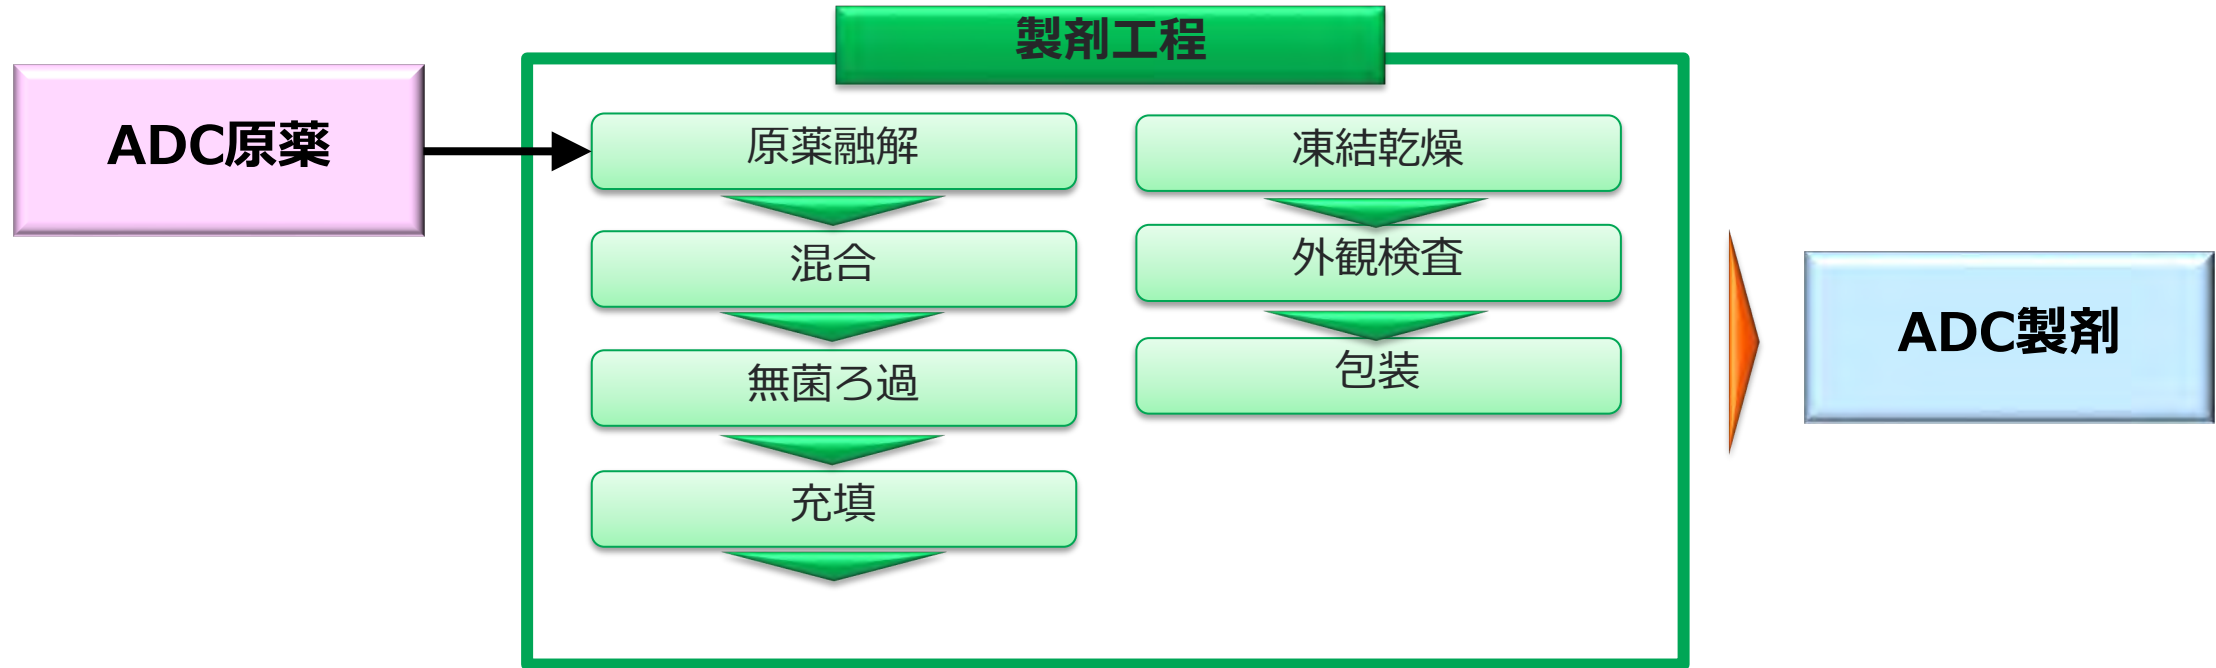 製剤工程
ADC原薬
原薬融解
混合
無菌ろ過
充填
凍結乾燥
外観検査
包装
ADC製剤